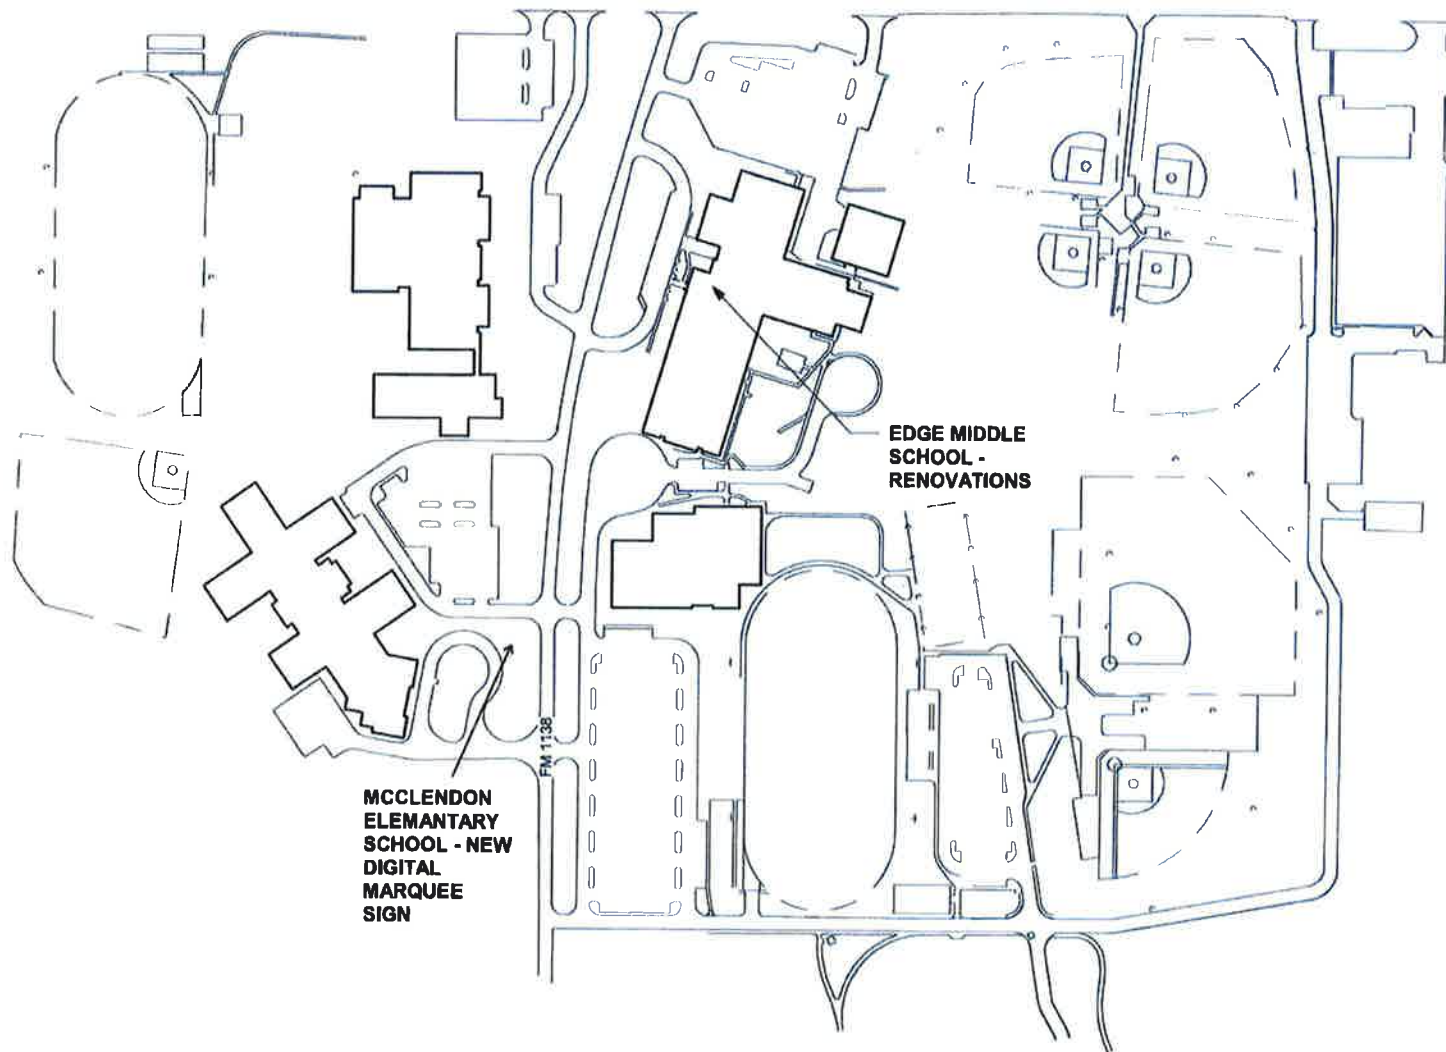 EDGE MIDDLE
SCHOOL -
RENOVATIONS
FM 1138
MCCLENDON
ELEMANTARY
SCHOOL - NEW
DIGITAL
MARQUEE
SIGN